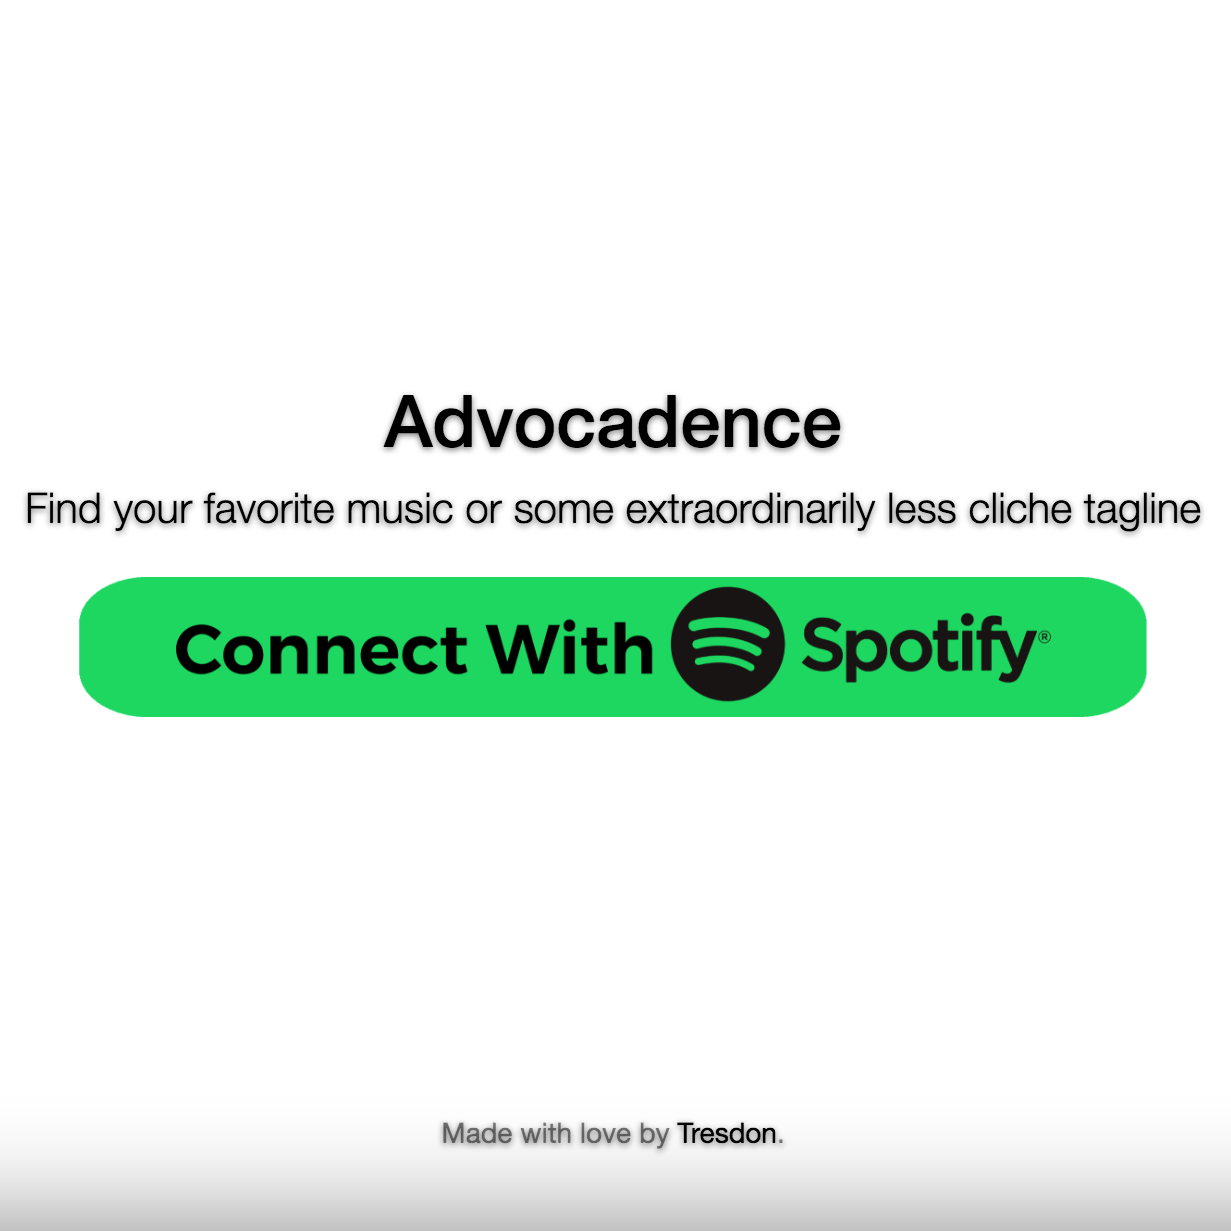 Advocadence
Find your favorite music or some extraordinarily less cliche tagline
Connect With Spotify®
Made with love by Tresdon.